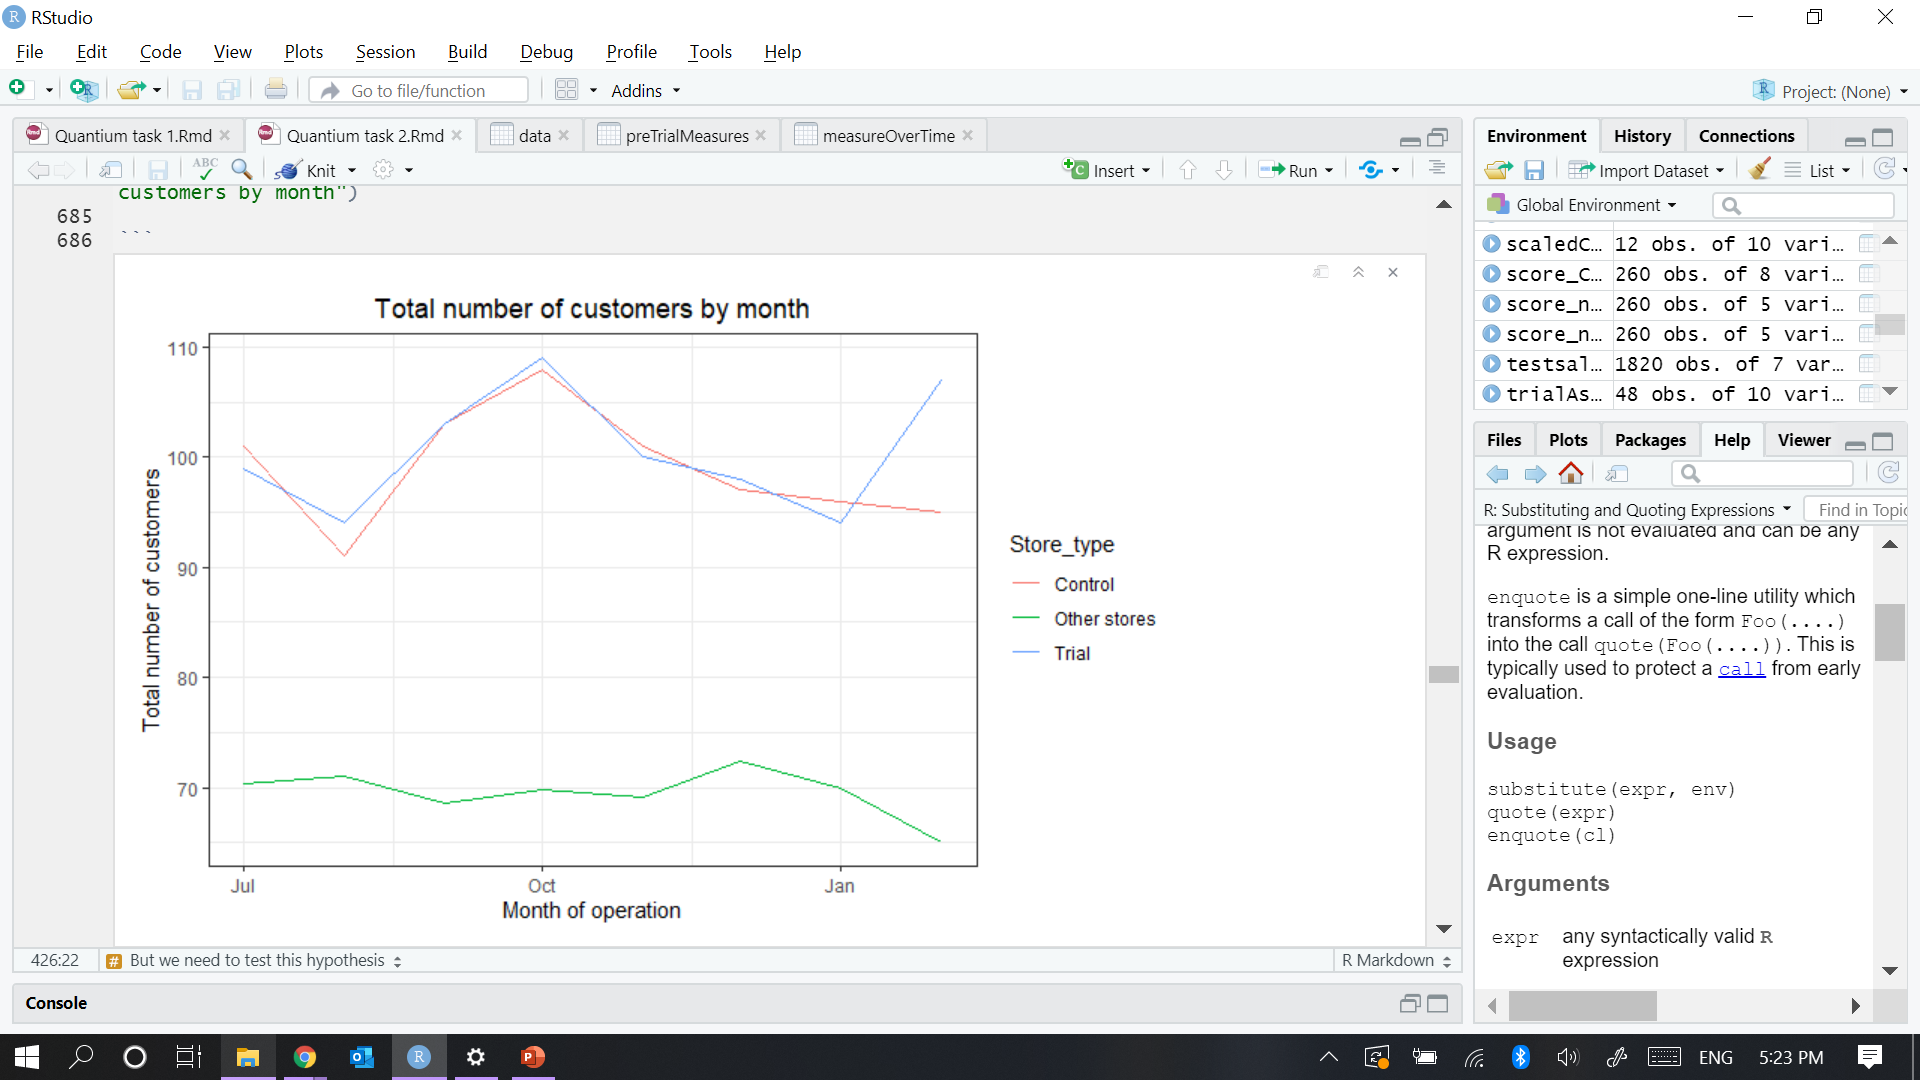 RStudio
File Edit Code View Plots Session Build Debug Profile Tools Help
Go to file/function Addins Project: (None)
Quantium task 1.Rmd Quantium task 2.Rmd data preTrialMeasures measureOverTime
ABC Knit Insert Run
customers by month")
685
686 ```
Total number of customers by month
110
100
90
80
70
Total number of customers
Jul Oct Jan
Month of operation
Store_type
Control
Other stores
Trial
426:22 # But we need to test this hypothesis R Markdown
Console
Environment History Connections
Import Dataset List
Global Environment
scaledC… 12 obs. of 10 vari…
score_C… 260 obs. of 8 vari…
score_n… 260 obs. of 5 vari…
score_n… 260 obs. of 5 vari…
testsal… 1820 obs. of 7 var…
trialAs… 48 obs. of 10 vari…
Files Plots Packages Help Viewer
R: Substituting and Quoting Expressions Find in Topic
argument is not evaluated and can be any
R expression.
enquote is a simple one-line utility which
transforms a call of the form Foo(....)
into the call quote(Foo(....)). This is
typically used to protect a call from early
evaluation.
Usage
substitute(expr, env)
quote(expr)
enquote(cl)
Arguments
expr any syntactically valid R
expression
ENG 5:23 PM